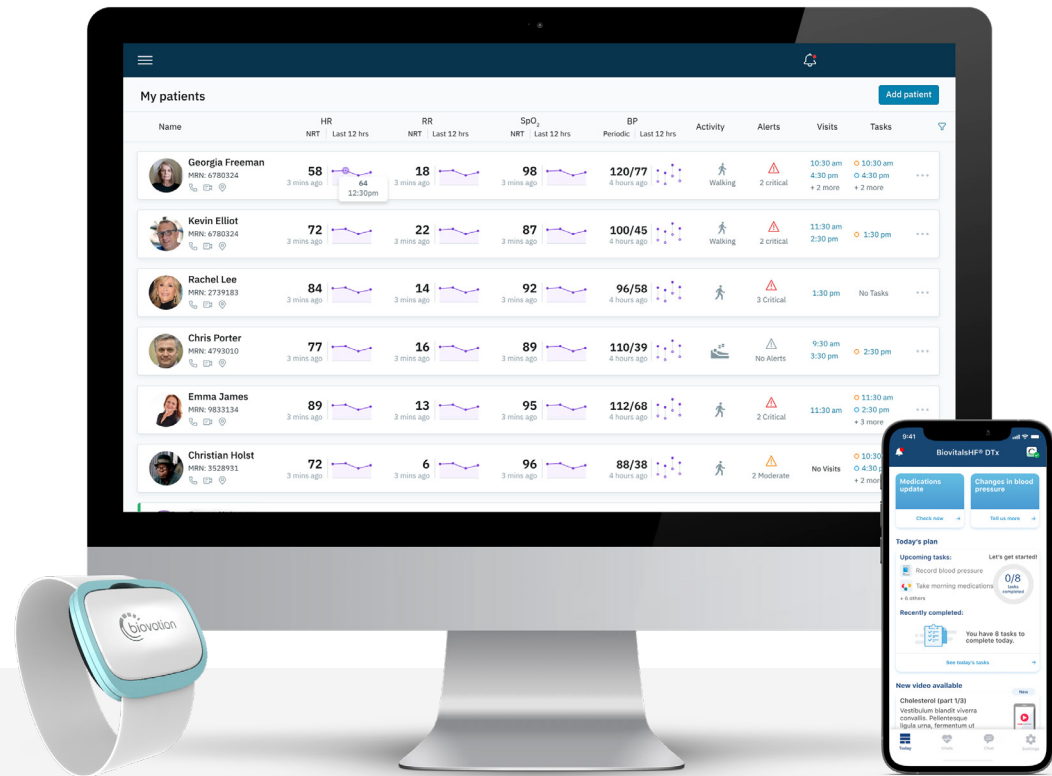 My patients
Add patient
Name HR RR SpO2 BP Activity Alerts Visits Tasks
NRT Last 12 hrs NRT Last 12 hrs NRT Last 12 hrs Periodic Last 12 hrs
Georgia Freeman
MRN: 6780324
58 18 98 120/77
3 mins ago 3 mins ago 3 mins ago 4 hours ago
64
12:30pm
Walking
2 critical
10:30 am
4:30 pm
+ 2 more
10:30 am
4:30 pm
+ 2 more
Kevin Elliot
MRN: 6780324
72 22 87 100/45
3 mins ago 3 mins ago 3 mins ago 4 hours ago
Walking
2 critical
11:30 am
2:30 pm
1:30 pm
Rachel Lee
MRN: 2739183
84 14 92 96/58
3 mins ago 3 mins ago 3 mins ago 4 hours ago
3 Critical
1:30 pm
No Tasks
Chris Porter
MRN: 4793010
77 16 89 110/39
3 mins ago 3 mins ago 3 mins ago 4 hours ago
No Alerts
9:30 am
3:30 pm
2:30 pm
Emma James
MRN: 9833134
89 13 95 112/68
3 mins ago 3 mins ago 3 mins ago 4 hours ago
2 Critical
11:30 am
11:30 am
2:30 pm
+ 3 more
Christian Holst
MRN: 3528931
72 6 96 88/38
3 mins ago 3 mins ago 3 mins ago 4 hours ago
2 Moderate
No Visits
10:30
4:30
biovotion
9:41
BiovitalsHF® DTx
Medications
update
Check now
Changes in blood
pressure
Tell us more
Today's plan
Upcoming tasks: Let's get started!
Record blood pressure
Take morning medications
+ 6 others
0/8
tasks
completed
Recently completed:
You have 8 tasks to
complete today.
See today's tasks
New video available
New
Cholesterol (part 1/3)
Vestibulum blandit viverra
convallis. Pellentesque
ligula urna, fermentum ut
Today Vitals Chat Settings